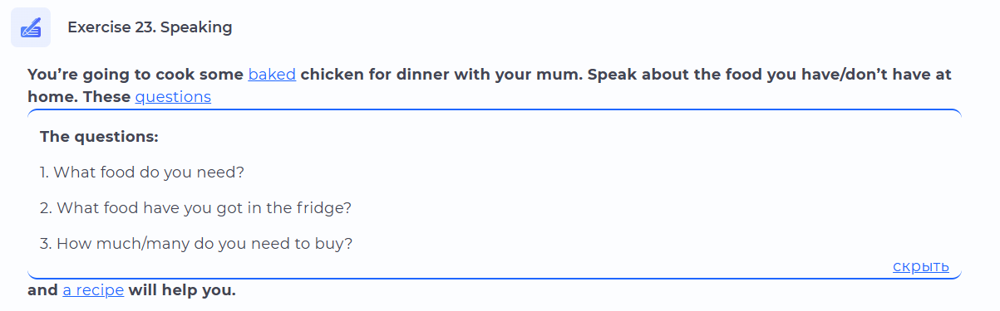 Exercise 23. Speaking
You’re going to cook some baked chicken for dinner with your mum. Speak about the food you have/don’t have at
home. These questions
The questions:
1. What food do you need?
2. What food have you got in the fridge?
3. How much/many do you need to buy?
скрыть
and a recipe will help you.